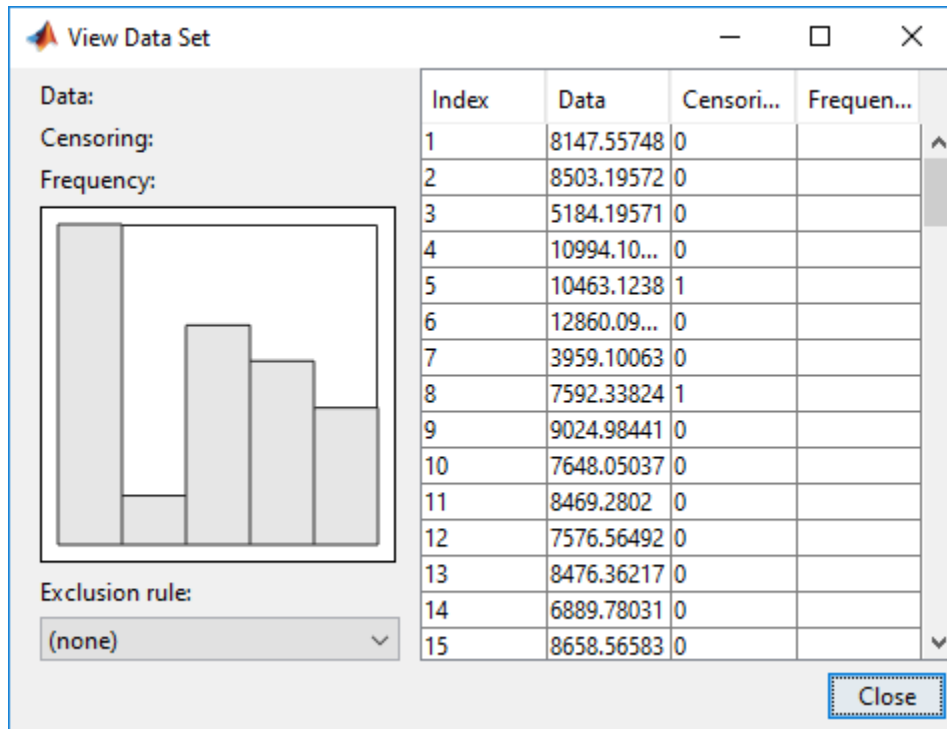 View Data Set
Data:
Censoring:
Frequency:
Exclusion rule:
(none)
Index Data Censori... Frequen...
1 8147.55748 0
2 8503.19572 0
3 5184.19571 0
4 10994.10... 0
5 10463.1238 1
6 12860.09... 0
7 3959.10063 0
8 7592.33824 1
9 9024.98441 0
10 7648.05037 0
11 8469.2802 0
12 7576.56492 0
13 8476.36217 0
14 6889.78031 0
15 8658.56583 0
Close